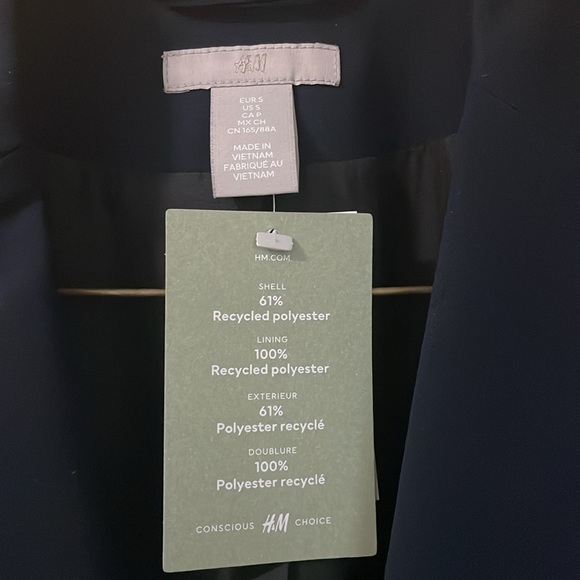 H&M
EUR S
US S
CA P
MX CH
CN 165/88A
MADE IN
VIETNAM
FABRIQUÉ AU
VIETNAM
HM.COM
SHELL
61%
Recycled polyester
LINING
100%
Recycled polyester
EXTERIEUR
61%
Polyester recyclé
DOUBLURE
100%
Polyester recyclé
CONSCIOUS H&M CHOICE